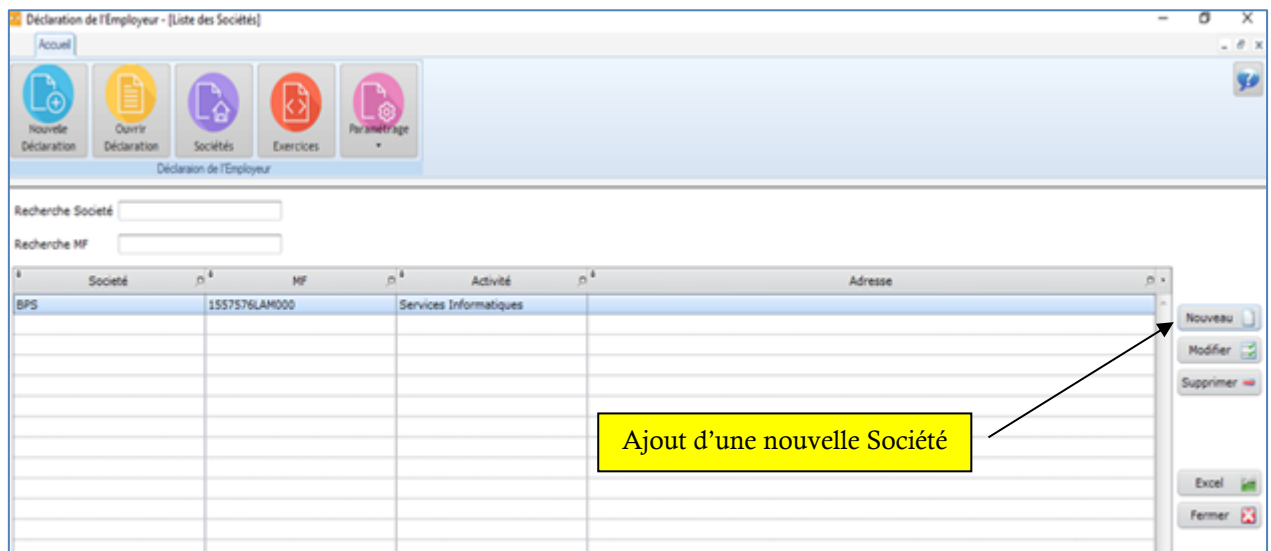 Déclaration de l'Employeur - [Liste des Sociétés]
Accueil
Nouvelle Déclaration
Ouvrir Déclaration
Sociétés
Exercices
Paramétrage
Déclaraion de l'Employeur
Recherche Societé
Recherche MF
Societé MF Activité Adresse
BPS 1557576LAM000 Services Informatiques
Nouveau
Modifier
Supprimer
Ajout d’une nouvelle Société
Excel
Fermer